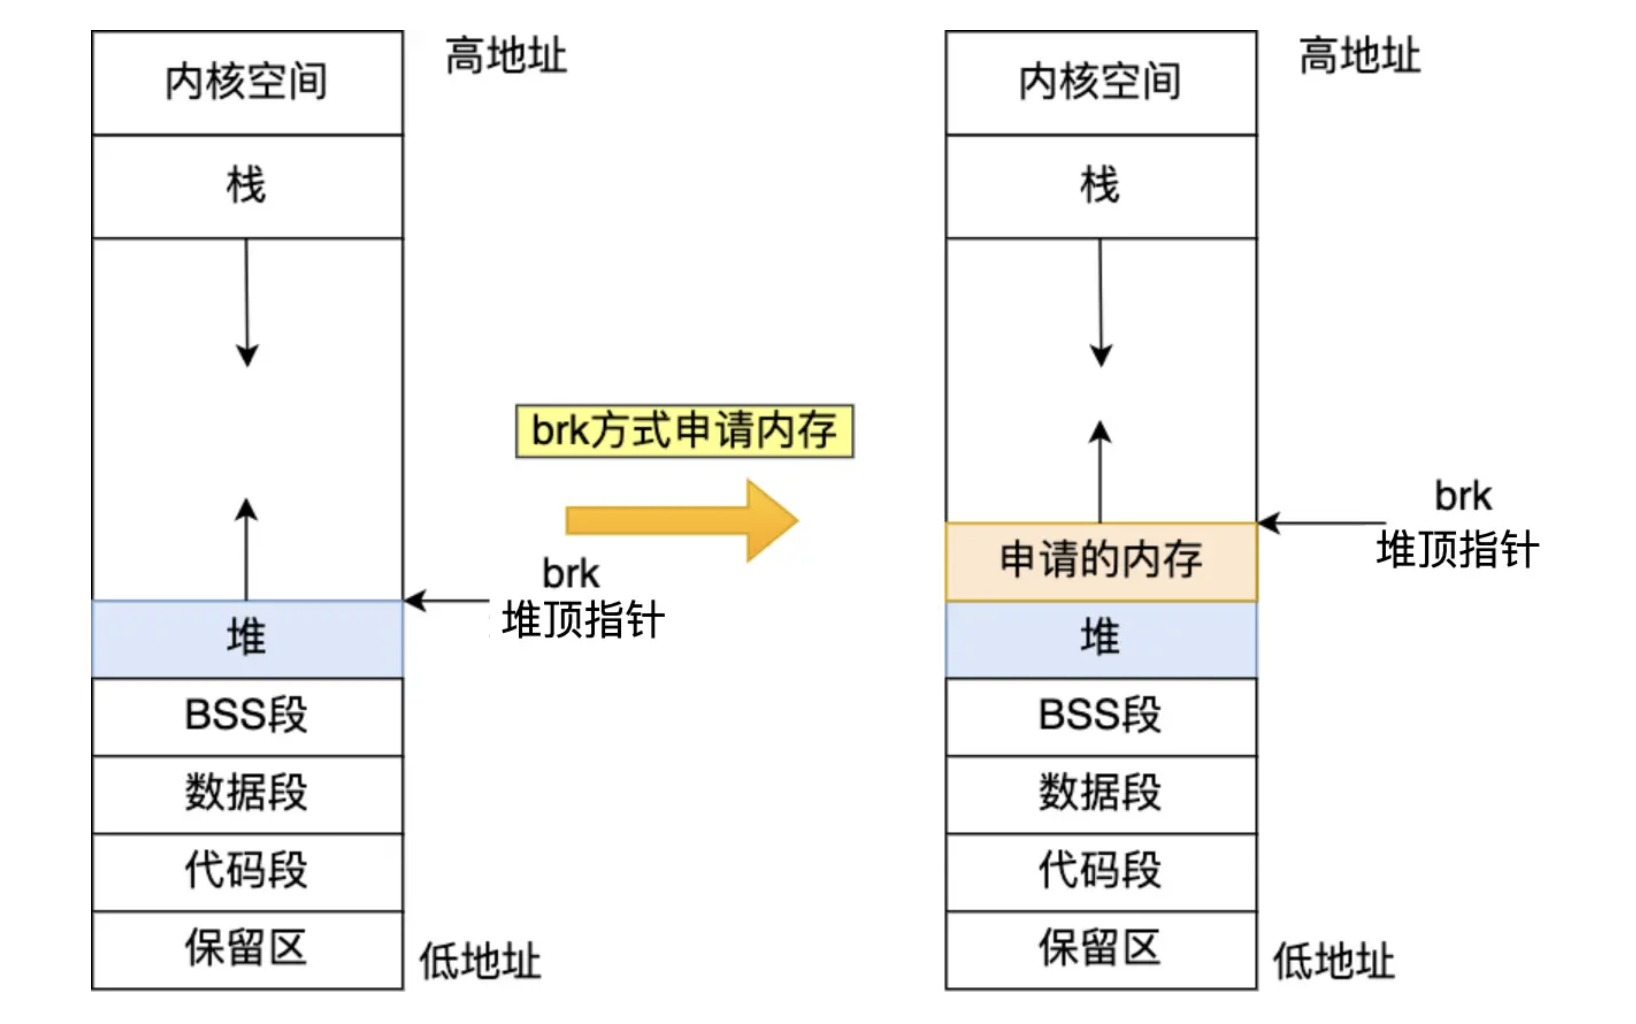 内核空间
高地址
栈
brk
堆顶指针
堆
BSS段
数据段
代码段
保留区
低地址
brk方式申请内存
内核空间
高地址
栈
brk
堆顶指针
申请的内存
堆
BSS段
数据段
代码段
保留区
低地址